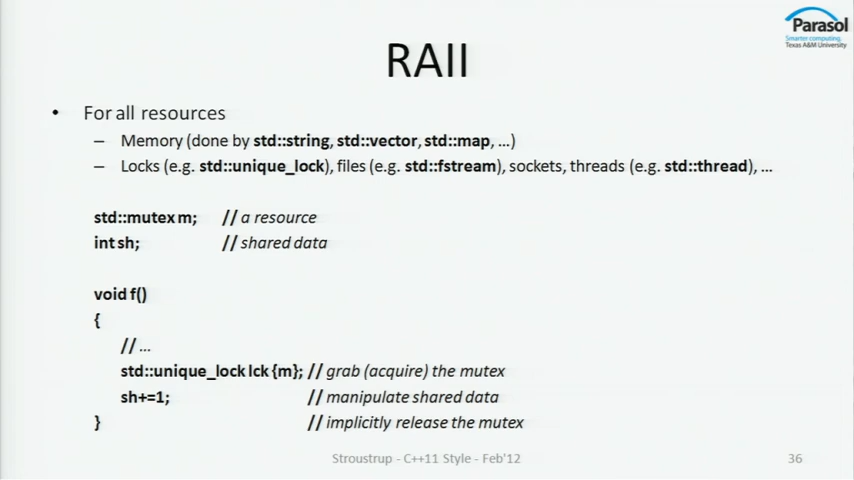 Parasol
Smarter computing.
Texas A&M University
RAII
• For all resources
– Memory (done by std::string, std::vector, std::map, ...)
– Locks (e.g. std::unique_lock), files (e.g. std::fstream), sockets, threads (e.g. std::thread), ...
std::mutex m; // a resource
int sh; // shared data
void f()
{
// ...
std::unique_lock lck {m}; // grab (acquire) the mutex
sh+=1; // manipulate shared data
} // implicitly release the mutex
Stroustrup - C++11 Style - Feb'12
36